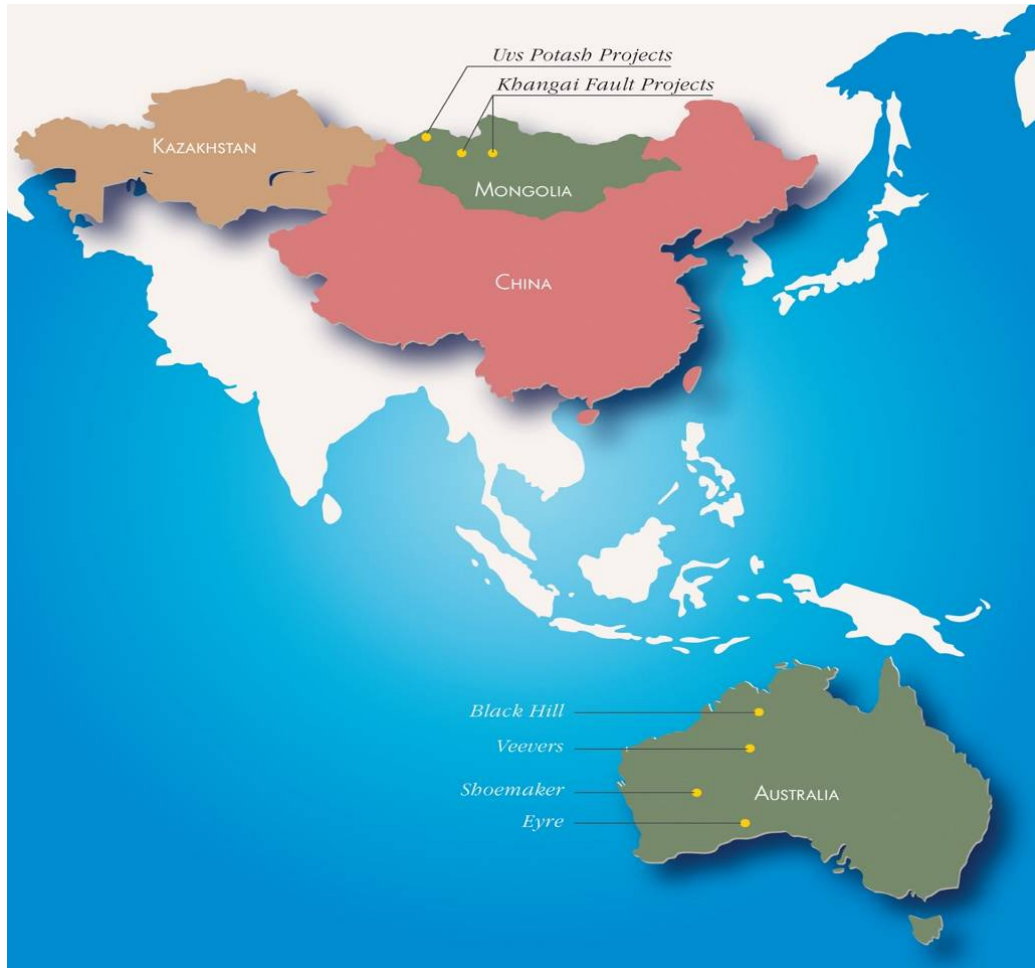 Uvs Potash Projects
Khangai Fault Projects
KAZAKHSTAN
MONGOLIA
CHINA
Black Hill
Veevers
Shoemaker
AUSTRALIA
Eyre